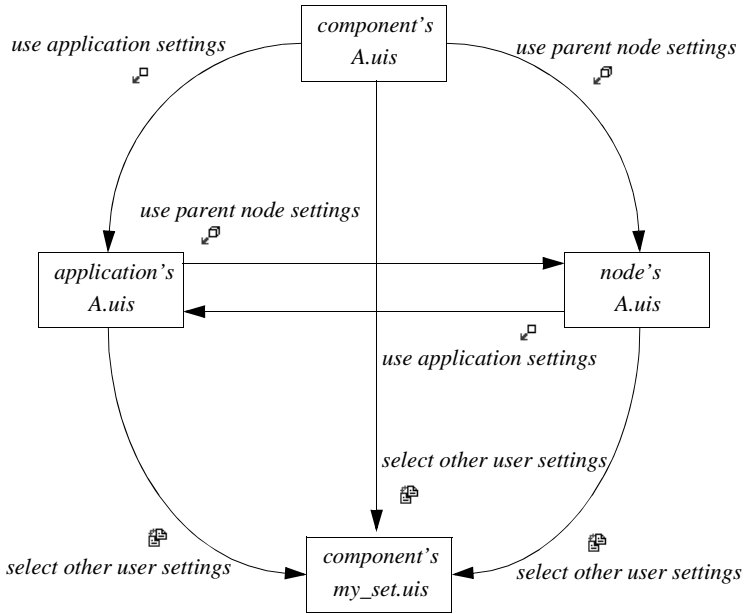 component's
A.uis
use application settings
use parent node settings
use parent node settings
application's
A.uis
node's
A.uis
use application settings
select other user settings
component's
my_set.uis
select other user settings
select other user settings